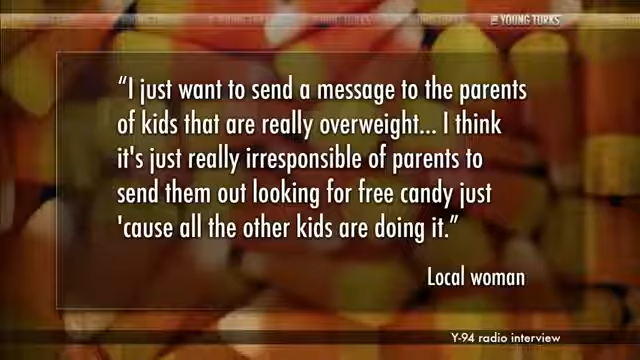 THE YOUNG TURKS
“I just want to send a message to the parents
of kids that are really overweight... I think
it's just really irresponsible of parents to
send them out looking for free candy just
'cause all the other kids are doing it.”
Local woman
Y-94 radio interview